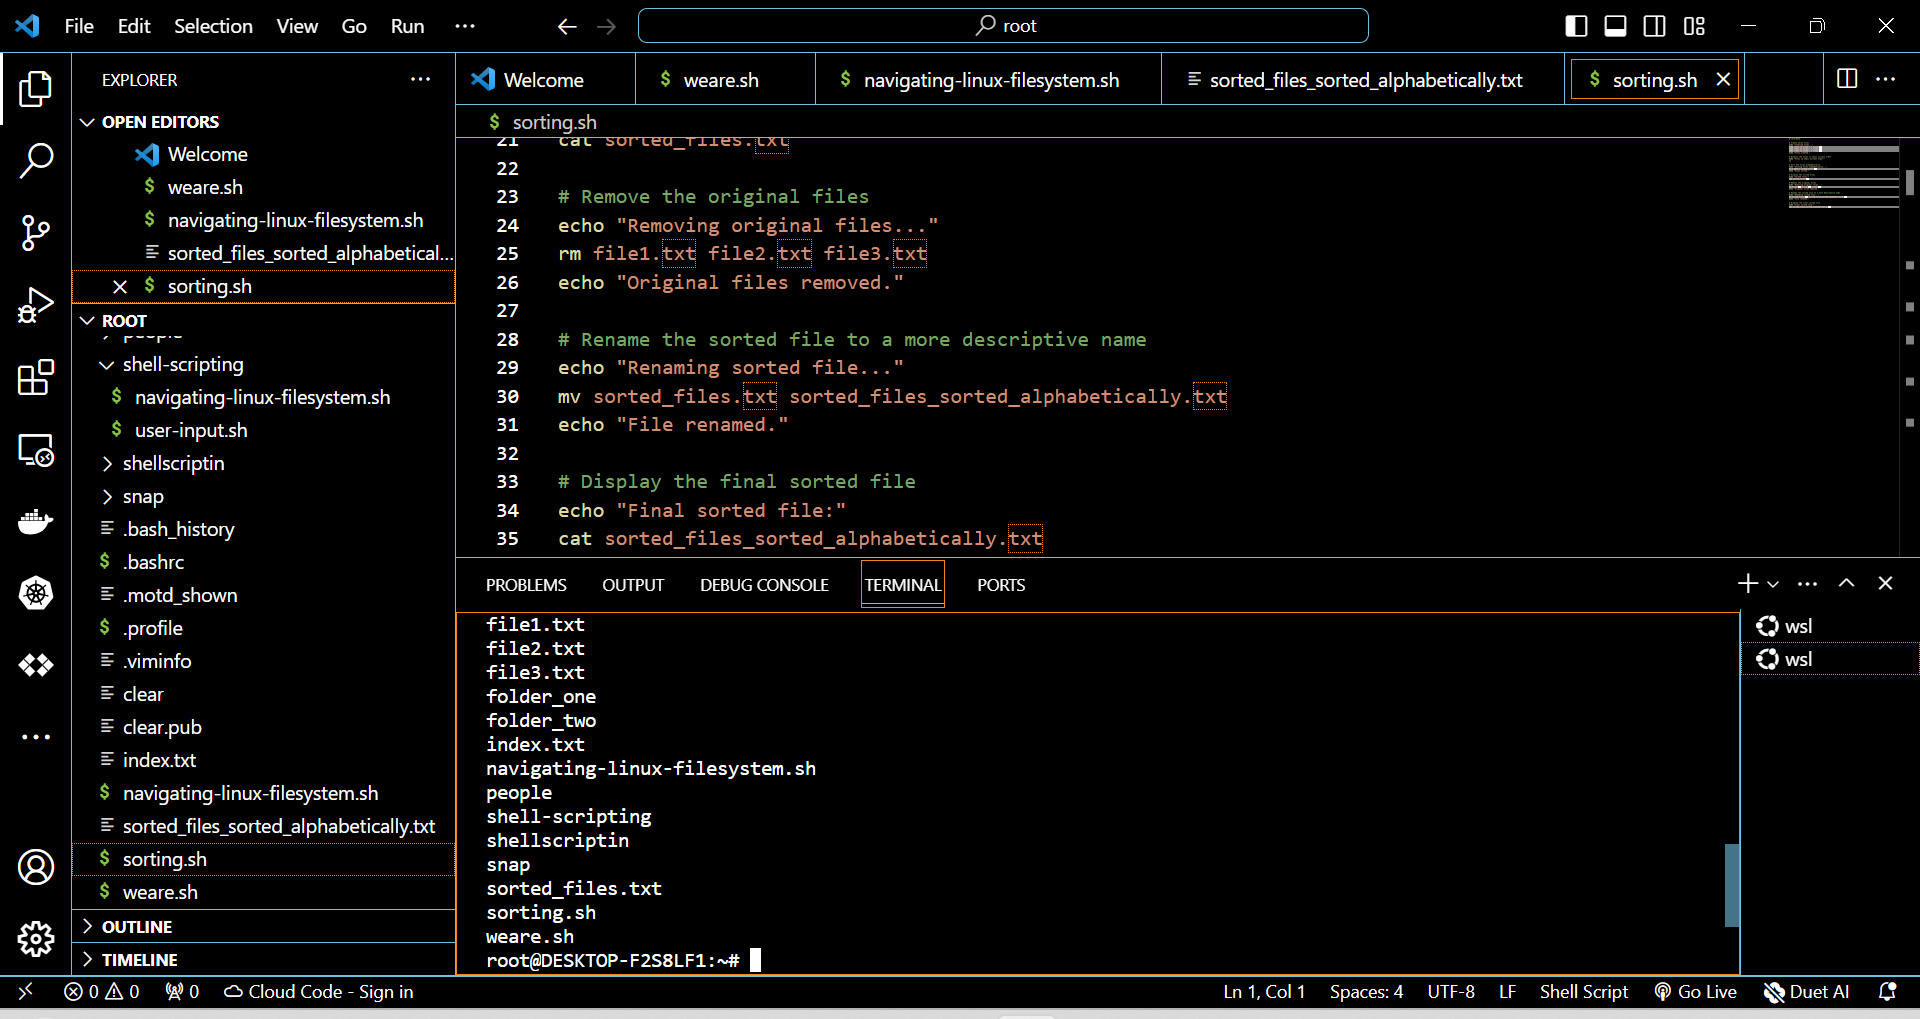 File Edit Selection View Go Run ··· root
EXPLORER ···
OPEN EDITORS
Welcome
$ weare.sh
$ navigating-linux-filesystem.sh
sorted_files_sorted_alphabetical...
$ sorting.sh
ROOT
people
shell-scripting
$ navigating-linux-filesystem.sh
$ user-input.sh
shellscriptin
snap
.bash_history
$ .bashrc
.motd_shown
$ .profile
.viminfo
clear
clear.pub
index.txt
$ navigating-linux-filesystem.sh
sorted_files_sorted_alphabetically.txt
$ sorting.sh
$ weare.sh
OUTLINE
TIMELINE
Welcome $ weare.sh $ navigating-linux-filesystem.sh sorted_files_sorted_alphabetically.txt $ sorting.sh
$ sorting.sh
21 cat sorted_files.txt
22
23 # Remove the original files
24 echo "Removing original files..."
25 rm file1.txt file2.txt file3.txt
26 echo "Original files removed."
27
28 # Rename the sorted file to a more descriptive name
29 echo "Renaming sorted file..."
30 mv sorted_files.txt sorted_files_sorted_alphabetically.txt
31 echo "File renamed."
32
33 # Display the final sorted file
34 echo "Final sorted file:"
35 cat sorted_files_sorted_alphabetically.txt
PROBLEMS OUTPUT DEBUG CONSOLE TERMINAL PORTS
file1.txt
file2.txt
file3.txt
folder_one
folder_two
index.txt
navigating-linux-filesystem.sh
people
shell-scripting
shellscriptin
snap
sorted_files.txt
sorting.sh
weare.sh
root@DESKTOP-F2S8LF1:~#
wsl
wsl
0 0 0 Cloud Code - Sign in Ln 1, Col 1 Spaces: 4 UTF-8 LF Shell Script Go Live Duet AI